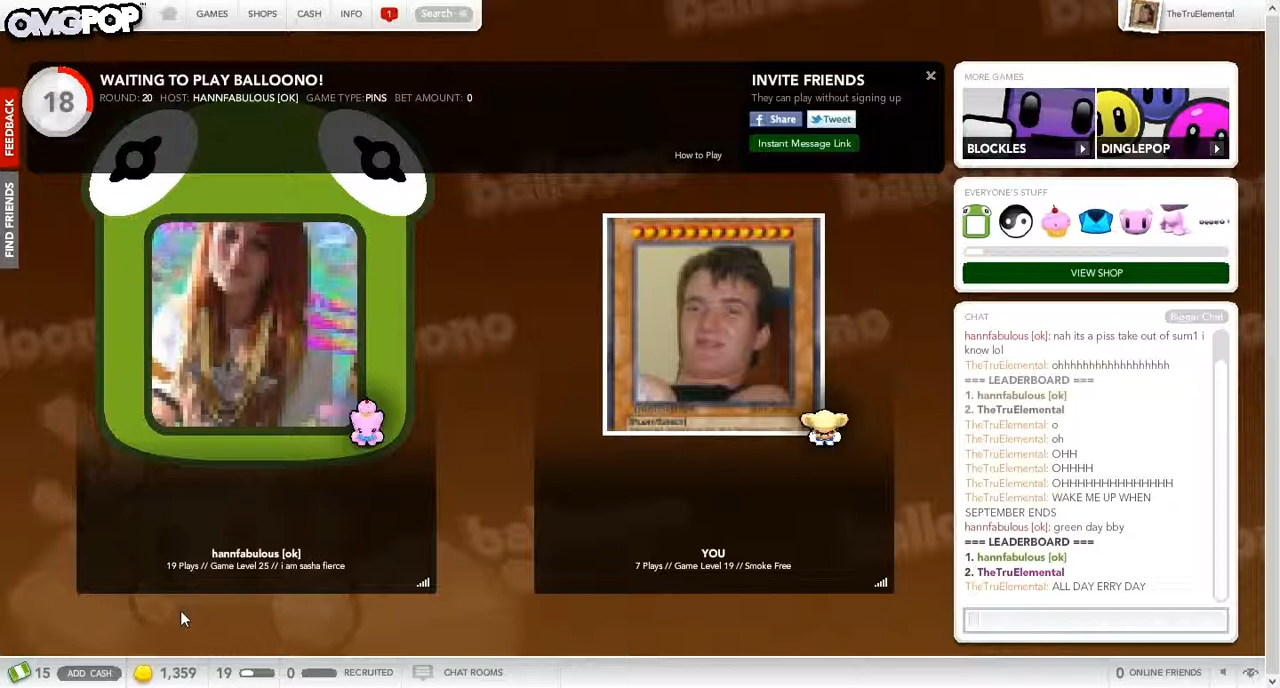 OMGPOP
GAMES SHOPS CASH INFO 1 Search
TheTruElemental
FEEDBACK
FIND FRIENDS
18
WAITING TO PLAY BALLOONO!
ROUND: 20 HOST: HANNFABULOUS [OK] GAME TYPE: PINS BET AMOUNT: 0
INVITE FRIENDS
They can play without signing up
Share Tweet
Instant Message Link
How to Play
hannfabulous [ok]
19 Plays // Game Level 25 // i am sasha fierce
YOU
7 Plays // Game Level 19 // Smoke Free
MORE GAMES
BLOCKLES DINGLEPOP
EVERYONE'S STUFF
VIEW SHOP
CHAT Bigger Chat
hannfabulous [ok]: nah its a piss take out of sum1 i
know lol
TheTruElemental: ohhhhhhhhhhhhhhhhhh
=== LEADERBOARD ===
1. hannfabulous [ok]
2. TheTruElemental
TheTruElemental: o
TheTruElemental: oh
TheTruElemental: OHH
TheTruElemental: OHHHH
TheTruElemental: OHHHHHHHHHHHHHHH
TheTruElemental: WAKE ME UP WHEN
SEPTEMBER ENDS
hannfabulous [ok]: green day bby
=== LEADERBOARD ===
1. hannfabulous [ok]
2. TheTruElemental
TheTruElemental: ALL DAY ERRY DAY
15 ADD CASH 1,359 19 0 RECRUITED CHAT ROOMS 0 ONLINE FRIENDS